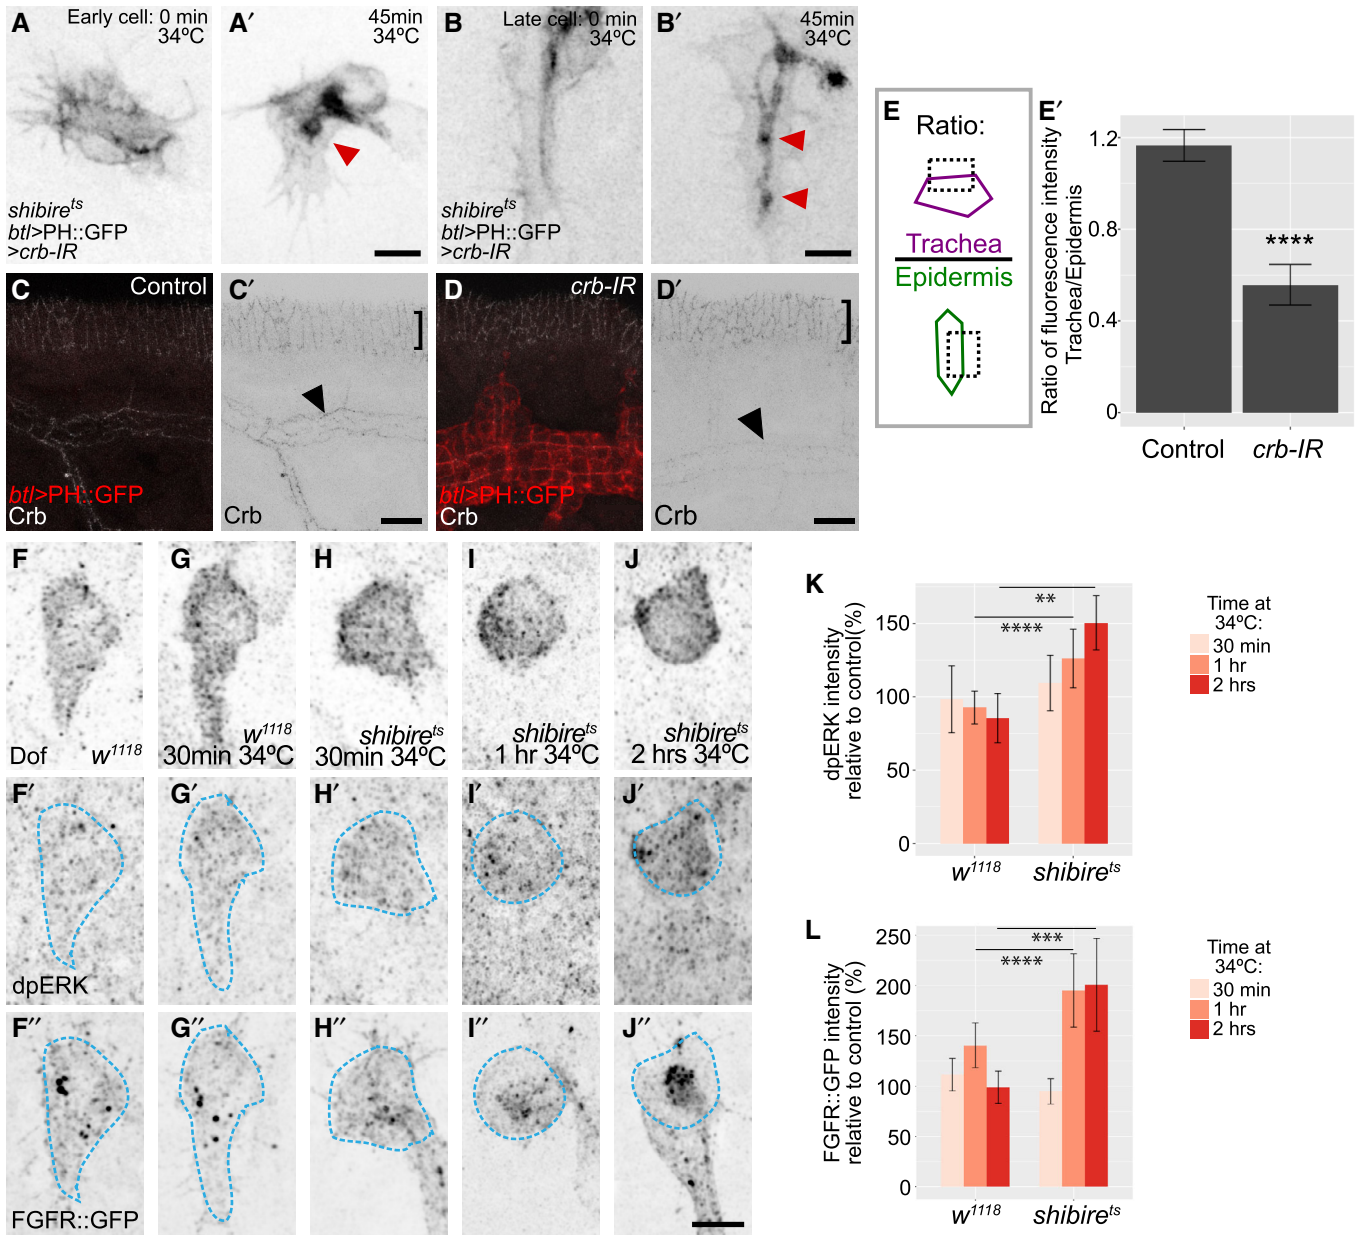 A
Early cell: 0 min
34ºC
shibire^ts
btl>PH::GFP
>crb-IR
A′
45min
34ºC
B
Late cell: 0 min
34ºC
shibire^ts
btl>PH::GFP
>crb-IR
B′
45min
34ºC
C
Control
btl>PH::GFP
Crb
C′
Crb
D
crb-IR
btl>PH::GFP
Crb
D′
Crb
E
Ratio:
Trachea
Epidermis
E′
Ratio of fluorescence intensity
Trachea/Epidermis
1.2
0.8
0.4
0
****
Control
crb-IR
F
Dof
w^1118
G
w^1118
30min 34ºC
H
shibire^ts
30min 34ºC
I
shibire^ts
1 hr 34ºC
J
shibire^ts
2 hrs 34ºC
F′
dpERK
G′
H′
I′
J′
F″
FGFR::GFP
G″
H″
I″
J″
K
dpERK intensity
relative to control(%)
150
100
50
0
**
****
w^1118
shibire^ts
Time at
34ºC:
30 min
1 hr
2 hrs
L
FGFR::GFP intensity
relative to control (%)
250
200
150
100
50
0
***
****
w^1118
shibire^ts
Time at
34ºC:
30 min
1 hr
2 hrs